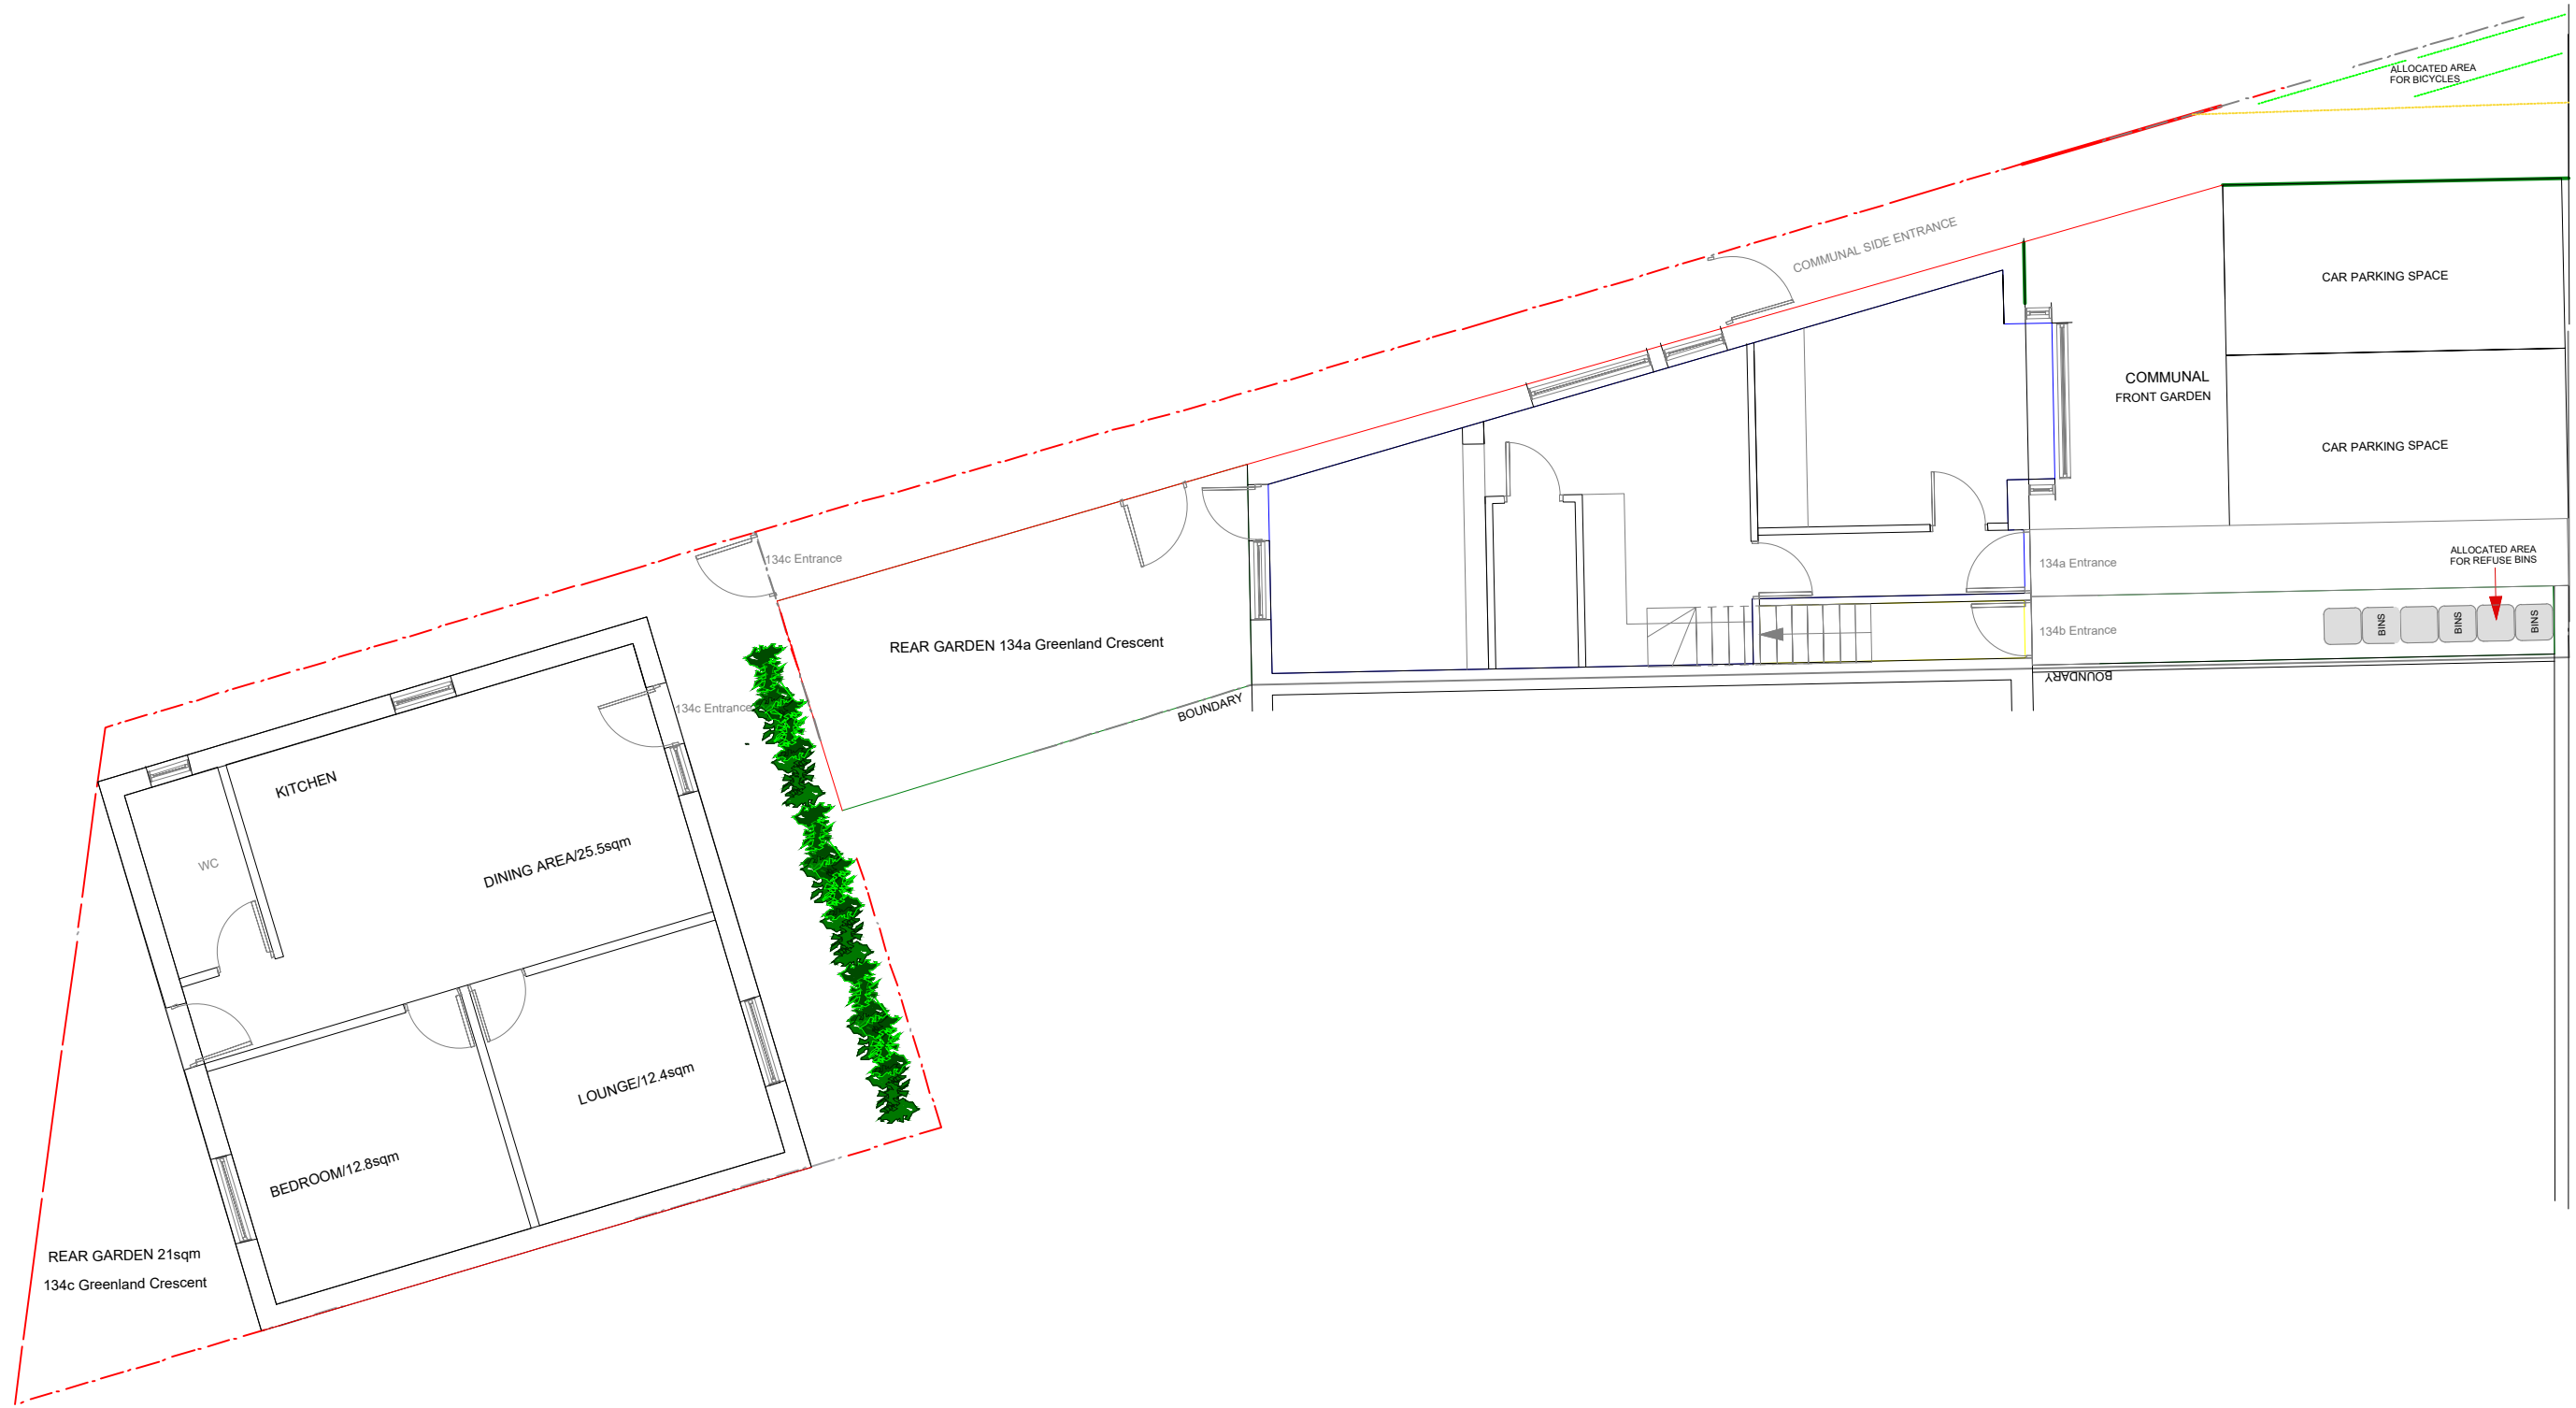 ALLOCATED AREA
FOR BICYCLES
COMMUNAL SIDE ENTRANCE
CAR PARKING SPACE
COMMUNAL
FRONT GARDEN
CAR PARKING SPACE
134c Entrance
134a Entrance
ALLOCATED AREA
FOR REFUSE BINS
REAR GARDEN 134a Greenland Crescent
134b Entrance
BINS
BINS
BINS
BOUNDARY
BOUNDARY
134c Entrance
KITCHEN
WC
DINING AREA/25.5sqm
LOUNGE/12.4sqm
BEDROOM/12.8sqm
REAR GARDEN 21sqm
134c Greenland Crescent